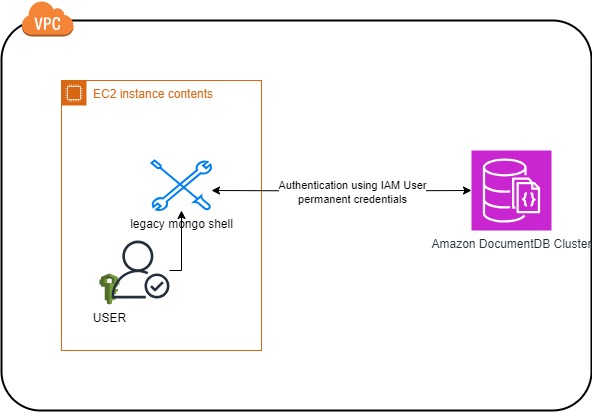 VPC
EC2 instance contents
Authentication using IAM User
permanent credentials
legacy mongo shell
Amazon DocumentDB Cluster
USER